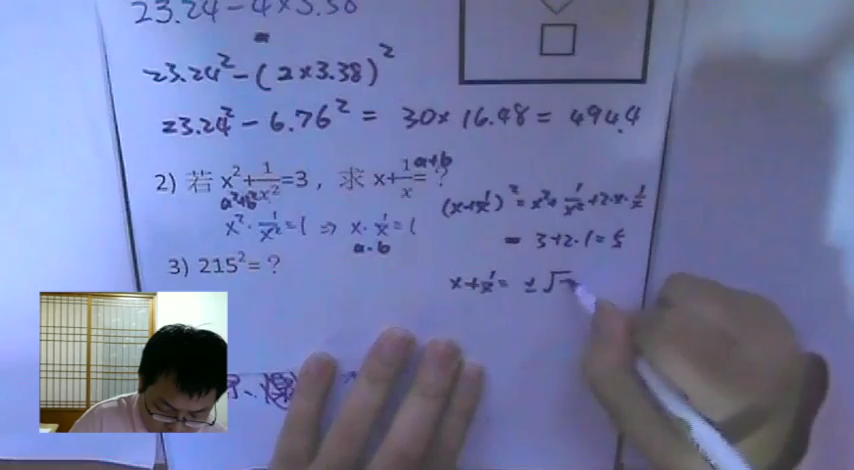 23.24² - 4×3.38²
=
23.24² - (2×3.38)²
23.24² - 6.76² = 30×16.48 = 494.4
2) 若 x²+1/x²=3 , 求 x+1/x=?
a+b
a²+b²
(x+1/x)² = x²+1/x²+2·x·1/x
x²·1/x²=1 ⇒ x·1/x=1
a·b
= 3+2·1=5
3) 215²=?
x+1/x= ±√